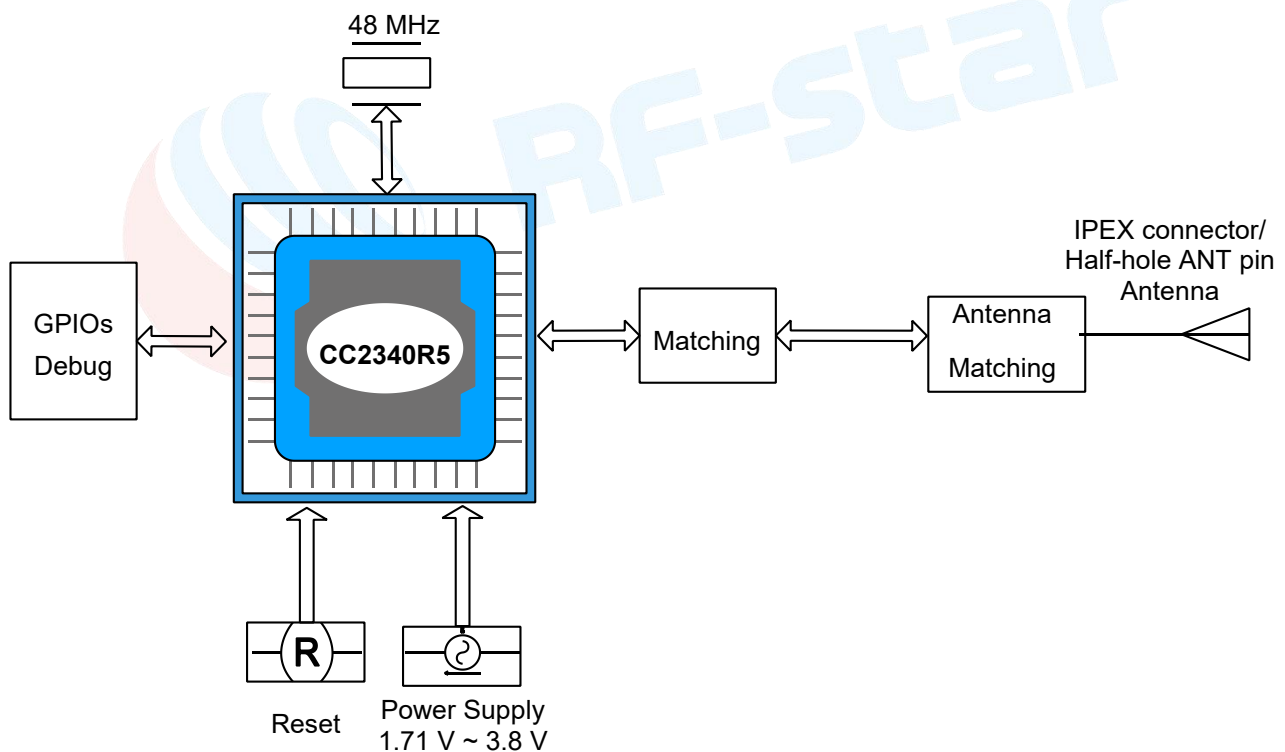 48 MHz
RF-star
IPEX connector/
Half-hole ANT pin
Antenna
GPIOs
Debug
CC2340R5
Matching
Antenna
Matching
R
Reset
Power Supply
1.71 V ~ 3.8 V